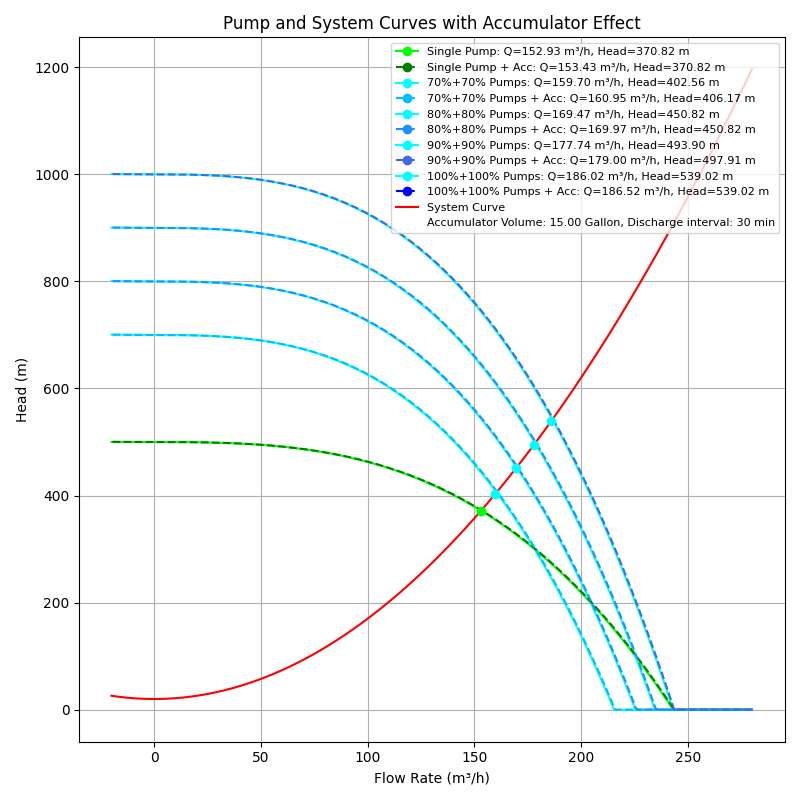 Pump and System Curves with Accumulator Effect
Single Pump: Q=152.93 m³/h, Head=370.82 m
Single Pump + Acc: Q=153.43 m³/h, Head=370.82 m
70%+70% Pumps: Q=159.70 m³/h, Head=402.56 m
70%+70% Pumps + Acc: Q=160.95 m³/h, Head=406.17 m
80%+80% Pumps: Q=169.47 m³/h, Head=450.82 m
80%+80% Pumps + Acc: Q=169.97 m³/h, Head=450.82 m
90%+90% Pumps: Q=177.74 m³/h, Head=493.90 m
90%+90% Pumps + Acc: Q=179.00 m³/h, Head=497.91 m
100%+100% Pumps: Q=186.02 m³/h, Head=539.02 m
100%+100% Pumps + Acc: Q=186.52 m³/h, Head=539.02 m
System Curve
Accumulator Volume: 15.00 Gallon, Discharge interval: 30 min
1200
1000
800
600
400
200
0
Head (m)
0 50 100 150 200 250
Flow Rate (m³/h)